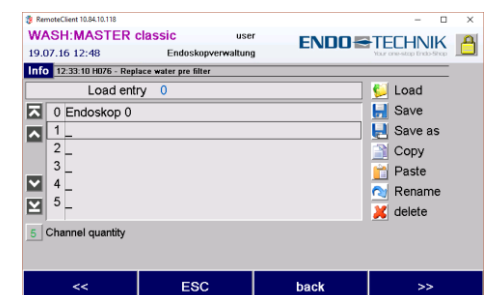 RemoteClient 10.84.10.118
WASH:MASTER classic user
19.07.16 12:48 Endoskopverwaltung
ENDO TECHNIK
Your one-stop Endo-Shop
Info 12:33:10 H076 - Replace water pre filter
Load entry 0
0 Endoskop 0
1 _
2 _
3 _
4 _
5 _
Load
Save
Save as
Copy
Paste
Rename
delete
5 Channel quantity
<< ESC back >>